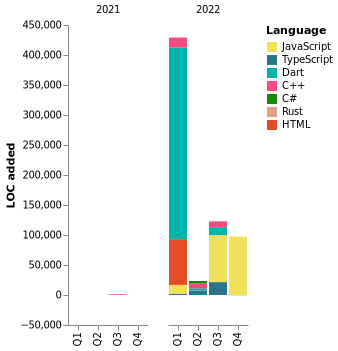 2021
2022
LOC added
450,000
400,000
350,000
300,000
250,000
200,000
150,000
100,000
50,000
0
−50,000
Q1
Q2
Q3
Q4
Q1
Q2
Q3
Q4
Language
JavaScript
TypeScript
Dart
C++
C#
Rust
HTML